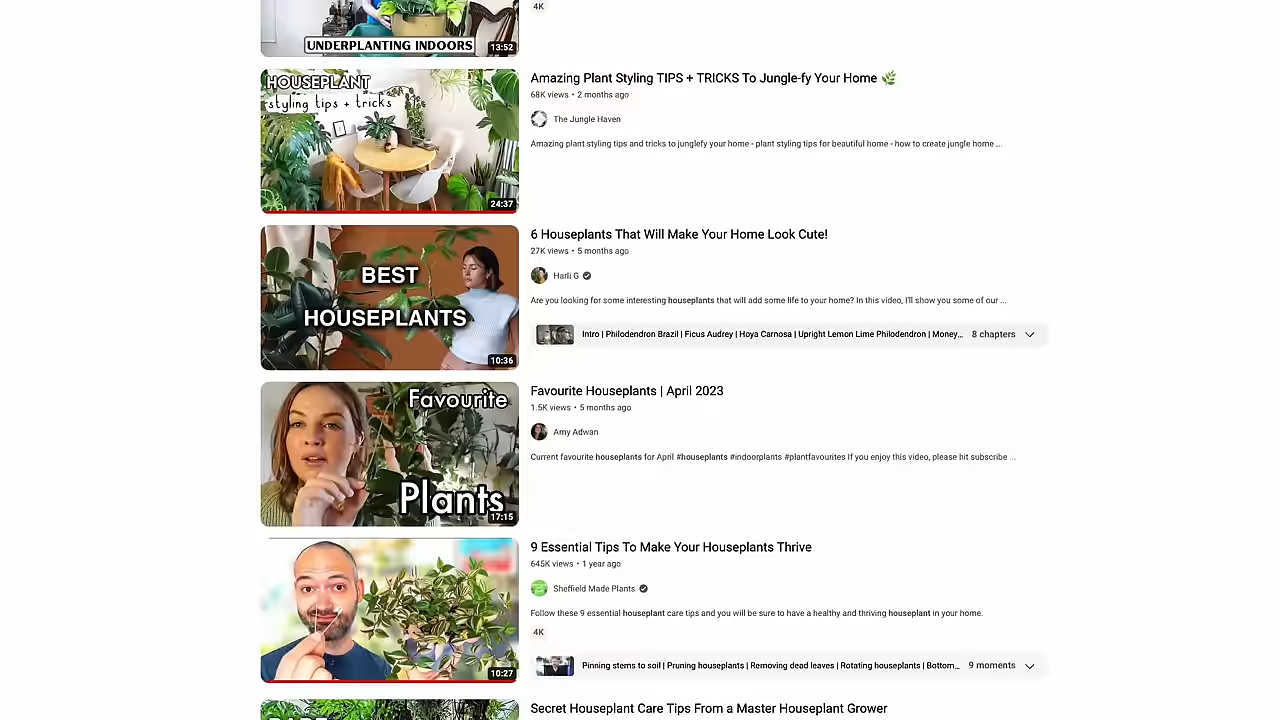 4K
UNDERPLANTING INDOORS
13:52
HOUSEPLANT
styling tips + tricks
24:37
Amazing Plant Styling TIPS + TRICKS To Jungle-fy Your Home 🌿
68K views • 2 months ago
The Jungle Haven
Amazing plant styling tips and tricks to junglefy your home - plant styling tips for beautiful home - how to create jungle home ...
BEST
HOUSEPLANTS
10:36
6 Houseplants That Will Make Your Home Look Cute!
27K views • 5 months ago
Harli G
Are you looking for some interesting houseplants that will add some life to your home? In this video, I'll show you some of our ...
Intro | Philodendron Brazil | Ficus Audrey | Hoya Carnosa | Upright Lemon Lime Philodendron | Money...
8 chapters
Favourite
Plants
17:15
Favourite Houseplants | April 2023
1.5K views • 5 months ago
Amy Adwan
Current favourite houseplants for April #houseplants #indoorplants #plantfavourites If you enjoy this video, please hit subscribe ...
10:27
9 Essential Tips To Make Your Houseplants Thrive
645K views • 1 year ago
Sheffield Made Plants
Follow these 9 essential houseplant care tips and you will be sure to have a healthy and thriving houseplant in your home.
4K
Pinning stems to soil | Pruning houseplants | Removing dead leaves | Rotating houseplants | Bottom...
9 moments
Secret Houseplant Care Tips From a Master Houseplant Grower